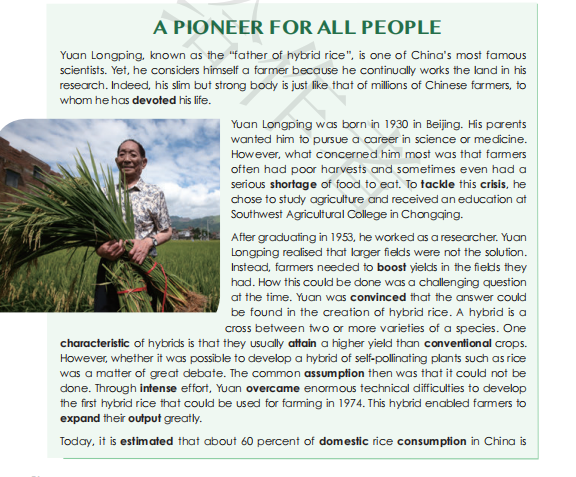 A PIONEER FOR ALL PEOPLE
Yuan Longping, known as the “father of hybrid rice”, is one of China’s most famous
scientists. Yet, he considers himself a farmer because he continually works the land in his
research. Indeed, his slim but strong body is just like that of millions of Chinese farmers, to
whom he has devoted his life.
Yuan Longping was born in 1930 in Beijing. His parents
wanted him to pursue a career in science or medicine.
However, what concerned him most was that farmers
often had poor harvests and sometimes even had a
serious shortage of food to eat. To tackle this crisis, he
chose to study agriculture and received an education at
Southwest Agricultural College in Chongqing.
After graduating in 1953, he worked as a researcher. Yuan
Longping realised that larger fields were not the solution.
Instead, farmers needed to boost yields in the fields they
had. How this could be done was a challenging question
at the time. Yuan was convinced that the answer could
be found in the creation of hybrid rice. A hybrid is a
cross between two or more varieties of a species. One
characteristic of hybrids is that they usually attain a higher yield than conventional crops.
However, whether it was possible to develop a hybrid of self-pollinating plants such as rice
was a matter of great debate. The common assumption then was that it could not be
done. Through intense effort, Yuan overcame enormous technical difficulties to develop
the first hybrid rice that could be used for farming in 1974. This hybrid enabled farmers to
expand their output greatly.
Today, it is estimated that about 60 percent of domestic rice consumption in China is